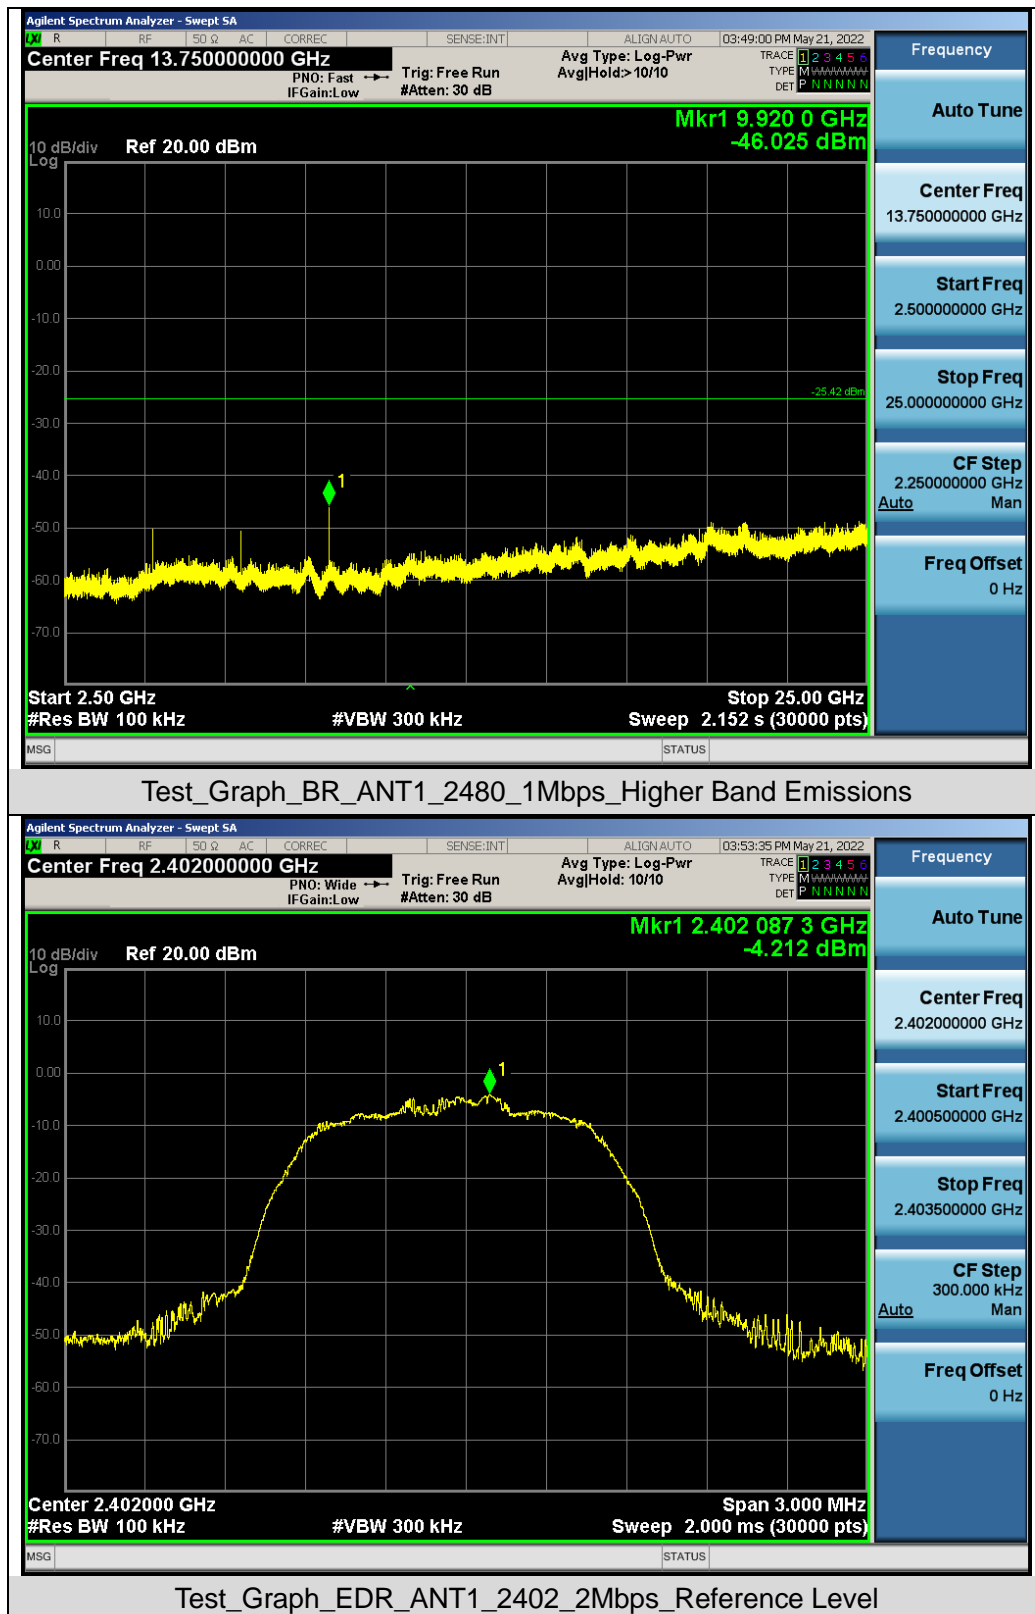 Agilent Spectrum Analyzer - Swept SA
LXI R RF 50 Ω AC CORREC SENSE:INT ALIGN AUTO 03:49:00 PM May 21, 2022
Center Freq 13.750000000 GHz
PNO: Fast
IFGain:Low
Trig: Free Run
#Atten: 30 dB
Avg Type: Log-Pwr
Avg|Hold:> 10/10
TRACE 1 2 3 4 5 6
TYPE M WWWWW
DET P N N N N N
Mkr1 9.920 0 GHz
-46.025 dBm
10 dB/div Ref 20.00 dBm
Log
10.0
0.00
-10.0
-20.0
-25.42 dBm
-30.0
-40.0
1
-50.0
-60.0
-70.0
Start 2.50 GHz Stop 25.00 GHz
#Res BW 100 kHz #VBW 300 kHz Sweep 2.152 s (30000 pts)
MSG STATUS
Frequency
Auto Tune
Center Freq
13.750000000 GHz
Start Freq
2.500000000 GHz
Stop Freq
25.000000000 GHz
CF Step
2.250000000 GHz
Auto Man
Freq Offset
0 Hz
Test_Graph_BR_ANT1_2480_1Mbps_Higher Band Emissions
Agilent Spectrum Analyzer - Swept SA
LXI R RF 50 Ω AC CORREC SENSE:INT ALIGN AUTO 03:53:35 PM May 21, 2022
Center Freq 2.402000000 GHz
PNO: Wide
IFGain:Low
Trig: Free Run
#Atten: 30 dB
Avg Type: Log-Pwr
Avg|Hold: 10/10
TRACE 1 2 3 4 5 6
TYPE M WWWWW
DET P N N N N N
Mkr1 2.402 087 3 GHz
-4.212 dBm
10 dB/div Ref 20.00 dBm
Log
10.0
0.00
1
-10.0
-20.0
-30.0
-40.0
-50.0
-60.0
-70.0
Center 2.402000 GHz Span 3.000 MHz
#Res BW 100 kHz #VBW 300 kHz Sweep 2.000 ms (30000 pts)
MSG STATUS
Frequency
Auto Tune
Center Freq
2.402000000 GHz
Start Freq
2.400500000 GHz
Stop Freq
2.403500000 GHz
CF Step
300.000 kHz
Auto Man
Freq Offset
0 Hz
Test_Graph_EDR_ANT1_2402_2Mbps_Reference Level